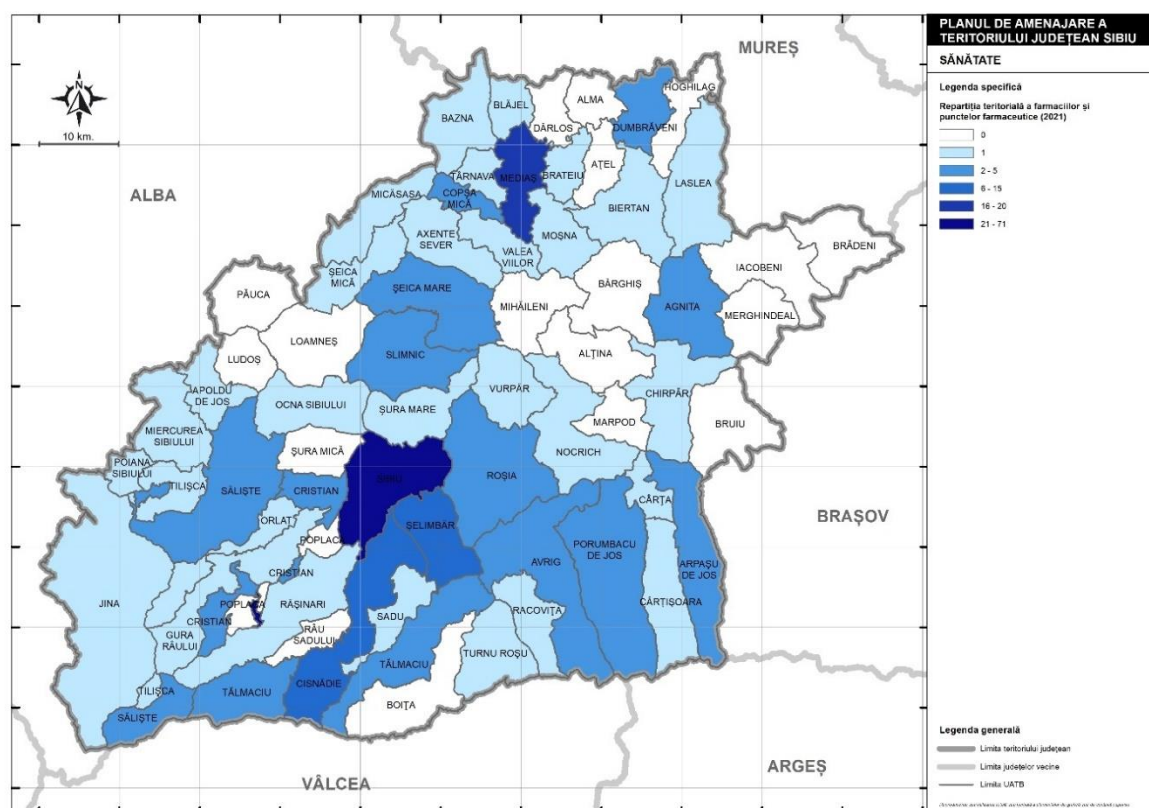 PLANUL DE AMENAJARE A
TERITORIULUI JUDEȚEAN SIBIU
SĂNĂTATE
Legenda specifică
Repartiția teritorială a farmaciilor și
punctelor farmaceutice (2021)
0
1
2 - 5
6 - 15
16 - 20
21 - 71
N
10 km.
MUREȘ
ALBA
BRAȘOV
VÂLCEA
ARGEȘ
HOGHILAG
BLĂJEL
ALMA
BAZNA
DÂRLOS
DUMBRĂVENI
AȚEL
TÂRNAVA
MEDIAȘ
BRATEIU
LASLEA
MICĂSASA
COPȘA
MICĂ
BIERTAN
AXENTE
SEVER
MOȘNA
VALEA
VIILOR
BRĂDENI
ȘEICA
MICĂ
IACOBENI
BÂRGHIȘ
PĂUCA
ȘEICA MARE
MIHĂILENI
AGNITA
MERGHINDEAL
LOAMNEȘ
LUDOȘ
SLIMNIC
ALȚINA
APOLDU
DE JOS
VURPĂR
CHIRPĂR
OCNA SIBIULUI
ȘURA MARE
MARPOD
BRUIU
MIERCUREA
SIBIULUI
ȘURA MICĂ
NOCRICH
POIANA
SIBIULUI
TILIȘCA
SĂLIȘTE
CRISTIAN
SIBIU
ROȘIA
CÂRȚA
ORLAT
ȘELIMBĂR
POPLACA
PORUMBACU
DE JOS
AVRIG
ARPAȘU
DE JOS
CRISTIAN
JINA
POPLACA
RĂȘINARI
CÂRȚIȘOARA
CRISTIAN
SADU
RACOVIȚA
GURA
RÂULUI
RÂU
SADULUI
TURNU ROȘU
TĂLMACIU
CISNĂDIE
TILIȘCA
TĂLMACIU
BOIȚA
SĂLIȘTE
Legenda generală
Limita teritoriului județean
Limita județelor vecine
Limita UATB